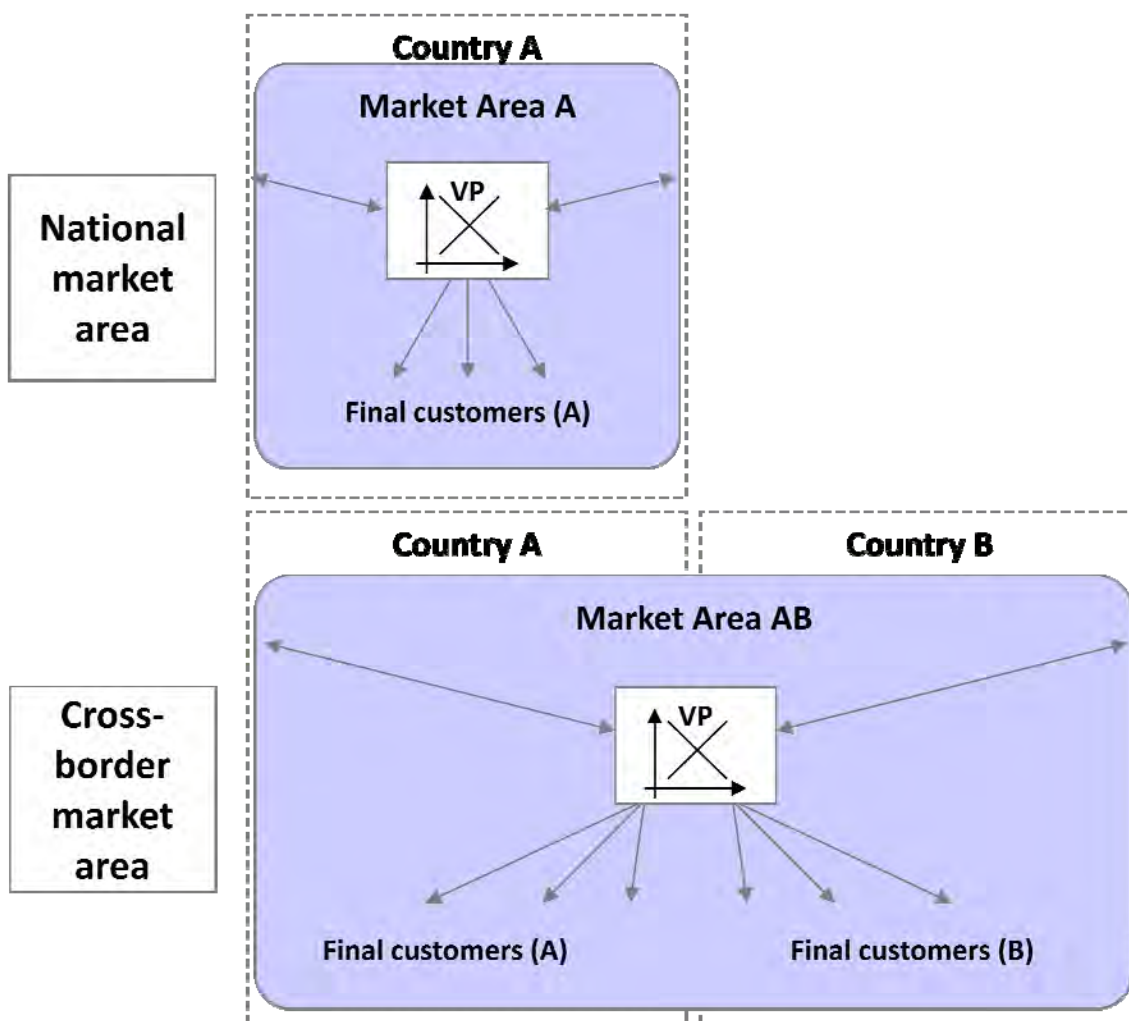 Country A
Market Area A
National
market
area
VP
Final customers (A)
Country A
Country B
Market Area AB
Cross-
border
market
area
VP
Final customers (A)
Final customers (B)